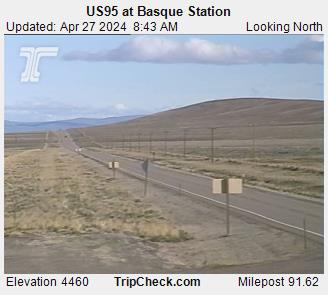 US95 at Basque Station
Updated: Apr 27 2024 8:43 AM Looking North
Elevation 4460 TripCheck.com Milepost 91.62